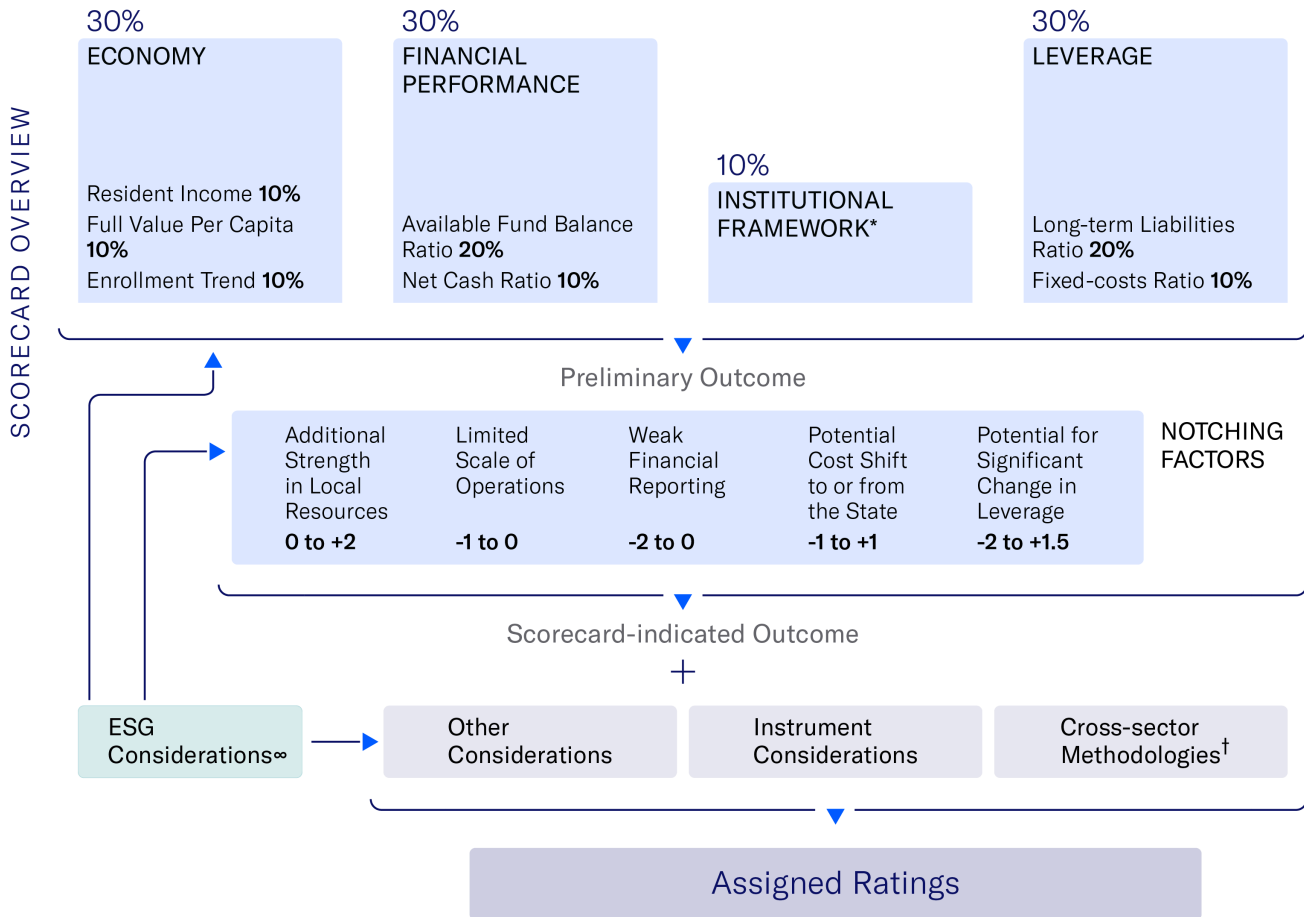 SCORECARD OVERVIEW
30%
ECONOMY
Resident Income 10%
Full Value Per Capita
10%
Enrollment Trend 10%
30%
FINANCIAL
PERFORMANCE
Available Fund Balance
Ratio 20%
Net Cash Ratio 10%
10%
INSTITUTIONAL
FRAMEWORK*
30%
LEVERAGE
Long-term Liabilities
Ratio 20%
Fixed-costs Ratio 10%
Preliminary Outcome
Additional
Strength
in Local
Resources
0 to +2
Limited
Scale of
Operations
-1 to 0
Weak
Financial
Reporting
-2 to 0
Potential
Cost Shift
to or from
the State
-1 to +1
Potential for
Significant
Change in
Leverage
-2 to +1.5
NOTCHING
FACTORS
Scorecard-indicated Outcome
+
ESG
Considerations∞
Other
Considerations
Instrument
Considerations
Cross-sector
Methodologies†
Assigned Ratings